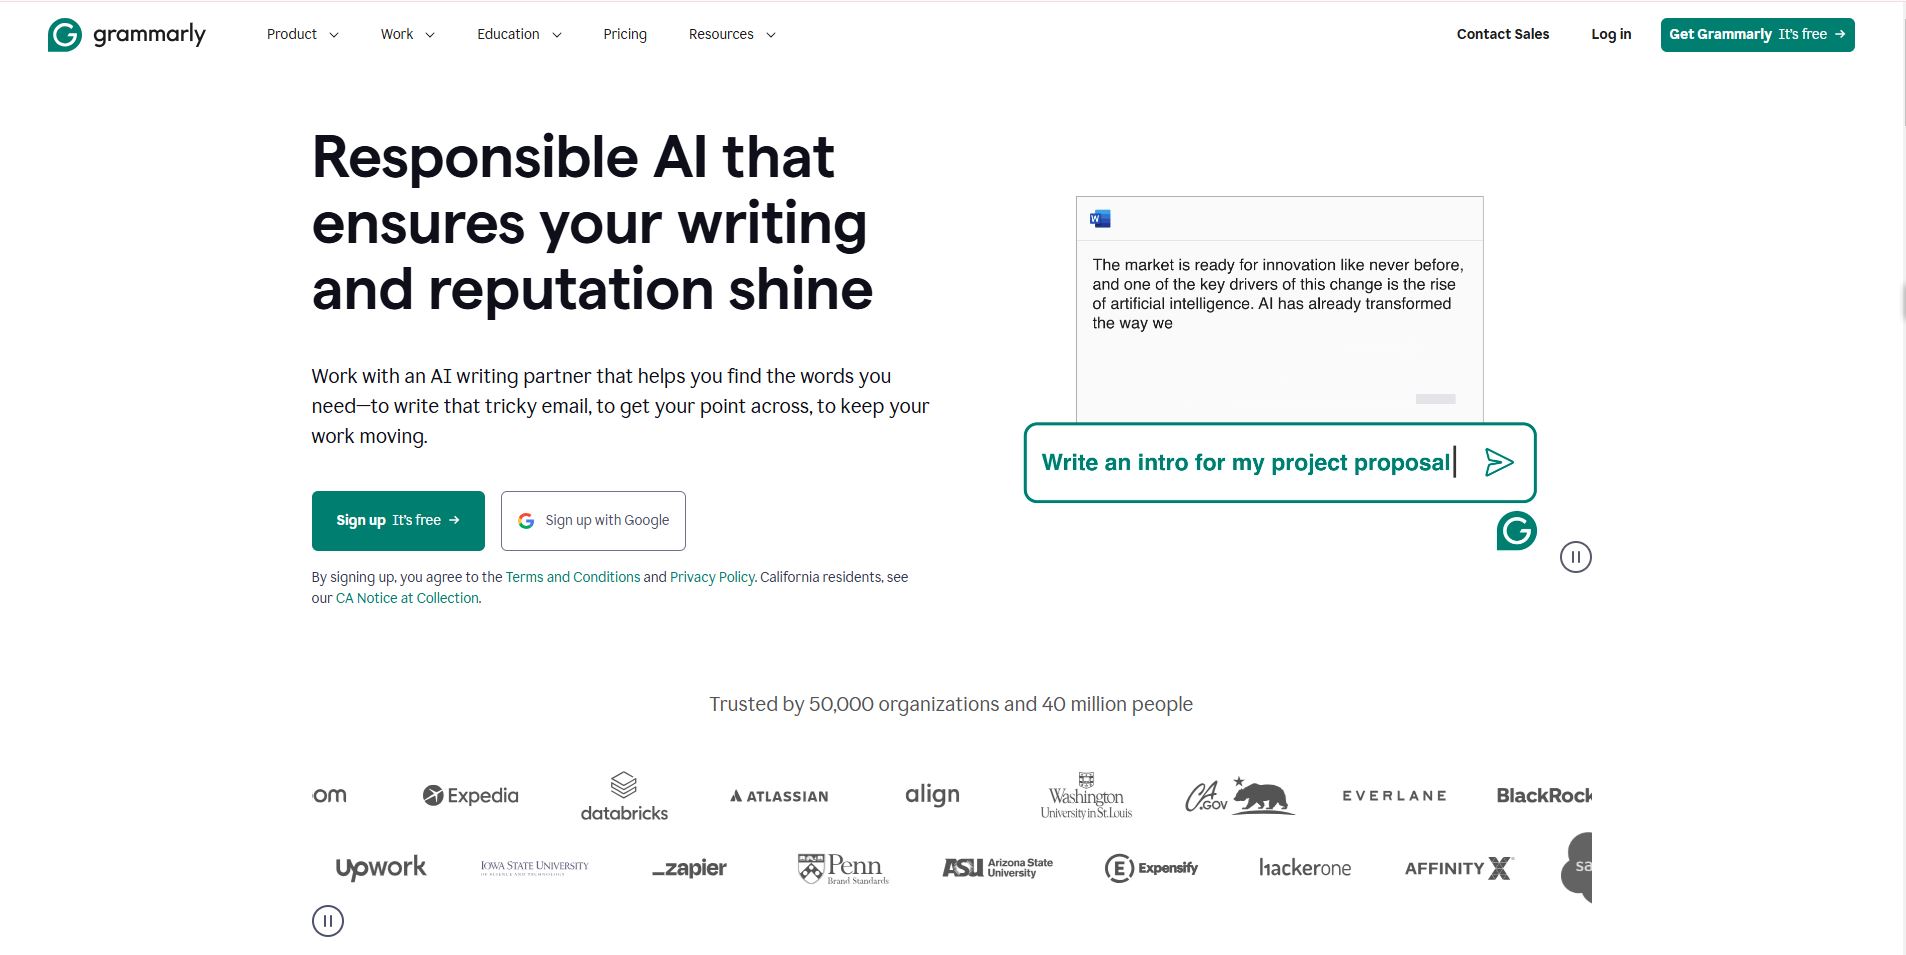 grammarly
Product
Work
Education
Pricing
Resources
Contact Sales
Log in
Get Grammarly It's free →
Responsible AI that
ensures your writing
and reputation shine
Work with an AI writing partner that helps you find the words you
need—to write that tricky email, to get your point across, to keep your
work moving.
Sign up It's free →
Sign up with Google
By signing up, you agree to the Terms and Conditions and Privacy Policy. California residents, see
our CA Notice at Collection.
W
The market is ready for innovation like never before,
and one of the key drivers of this change is the rise
of artificial intelligence. AI has already transformed
the way we
Write an intro for my project proposal
Trusted by 50,000 organizations and 40 million people
om
Expedia
databricks
ATLASSIAN
align
Washington
University in St. Louis
CA
.GOV
EVERLANE
BlackRock
Upwork
IOWA STATE UNIVERSITY
OF SCIENCE AND TECHNOLOGY
zapier
Penn
Brand Standards
ASU Arizona State
University
Expensify
hackerone
AFFINITY X
sa